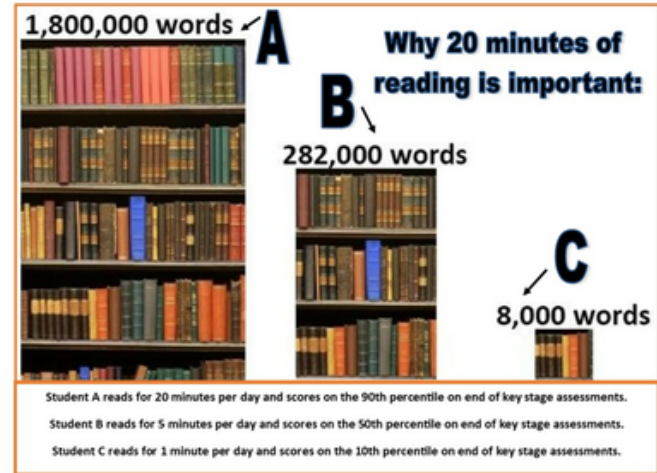 1,800,000 words
A
Why 20 minutes of
reading is important:
B
282,000 words
C
8,000 words
Student A reads for 20 minutes per day and scores on the 90th percentile on end of key stage assessments.
Student B reads for 5 minutes per day and scores on the 50th percentile on end of key stage assessments.
Student C reads for 1 minute per day and scores on the 10th percentile on end of key stage assessments.